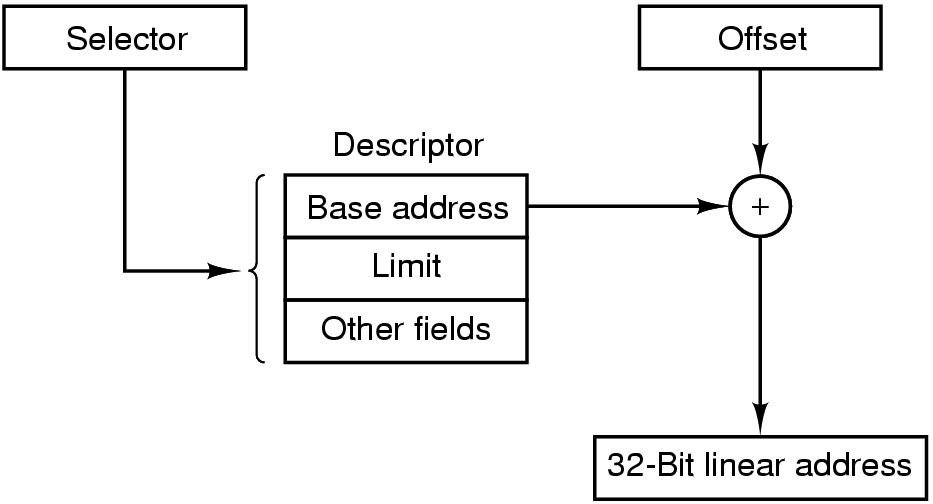 Selector
Offset
Descriptor
Base address
+
Limit
Other fields
32-Bit linear address